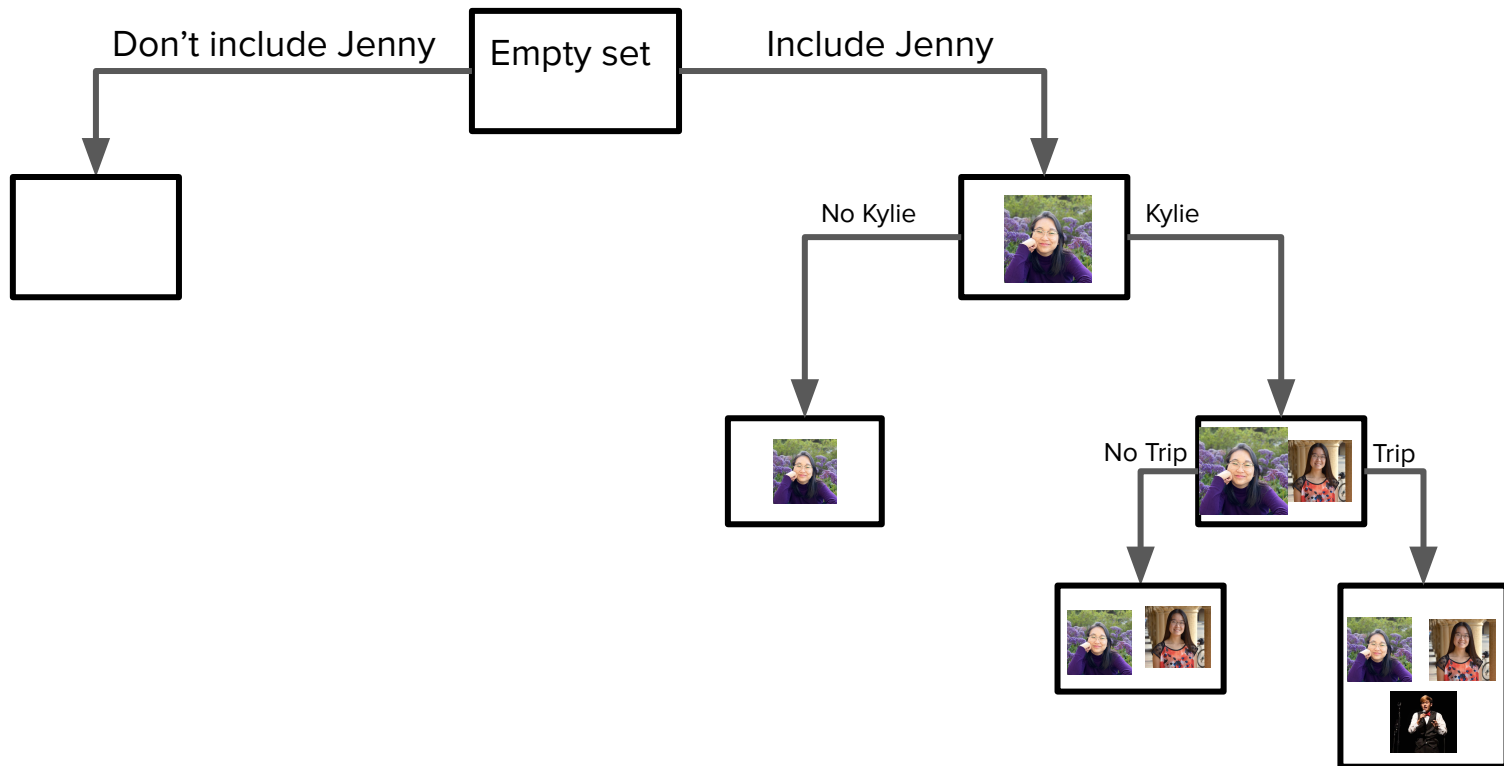 Don’t include Jenny
Empty set
Include Jenny
No Kylie
Kylie
No Trip
Trip